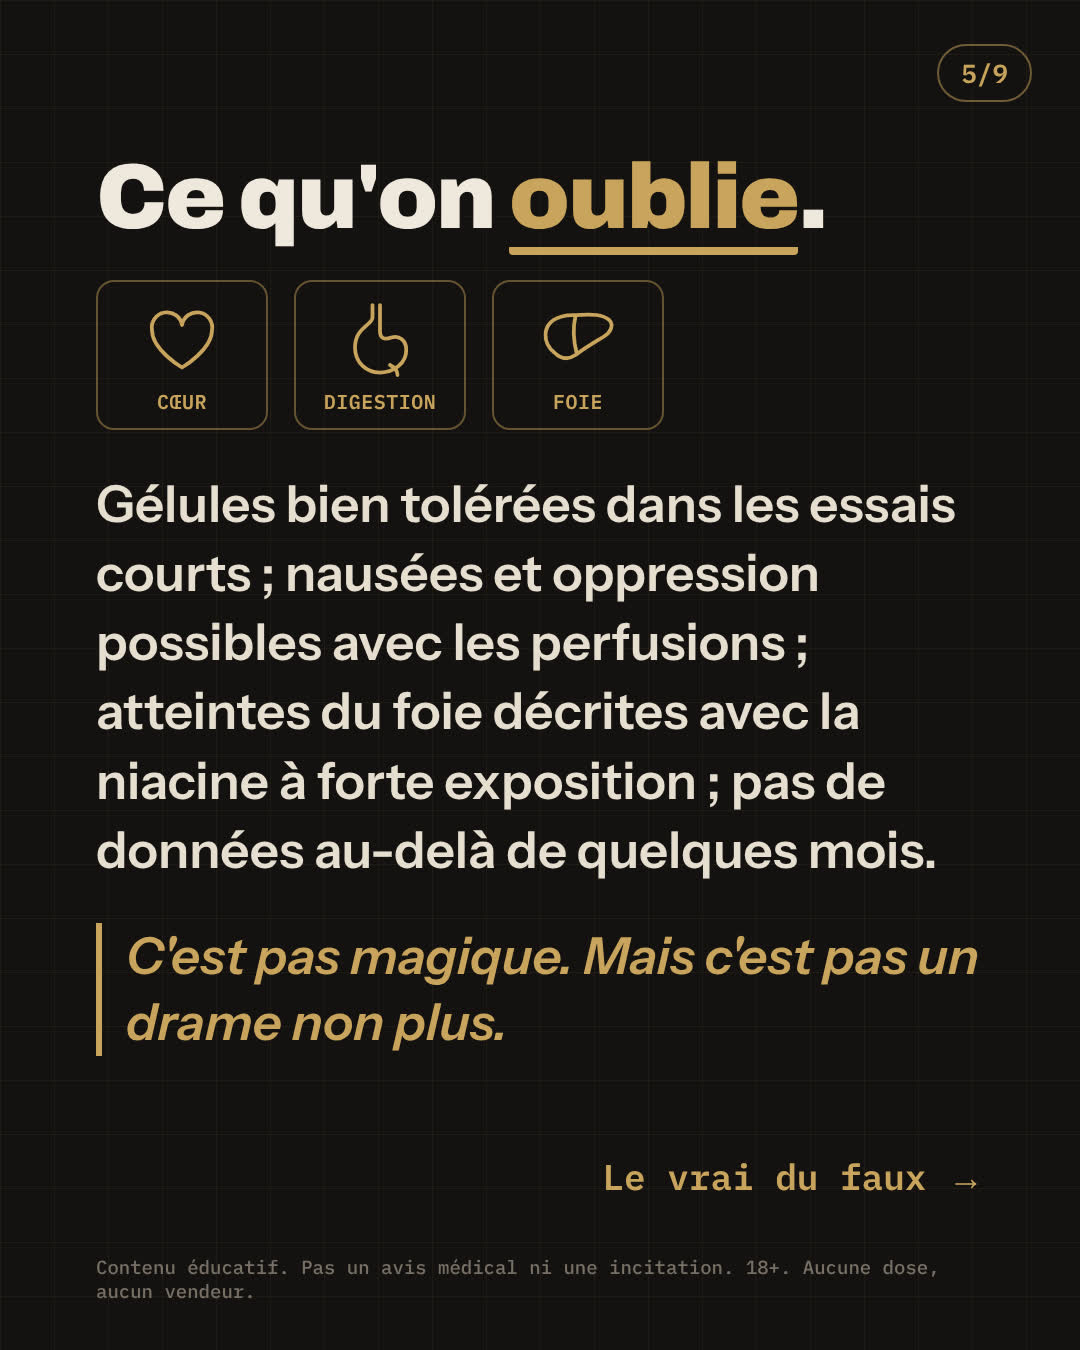 5/9
Ce qu'on oublie.
CŒUR
DIGESTION
FOIE
Gélules bien tolérées dans les essais
courts ; nausées et oppression
possibles avec les perfusions ;
atteintes du foie décrites avec la
niacine à forte exposition ; pas de
données au-delà de quelques mois.
C'est pas magique. Mais c'est pas un
drame non plus.
Le vrai du faux →
Contenu éducatif. Pas un avis médical ni une incitation. 18+. Aucune dose,
aucun vendeur.